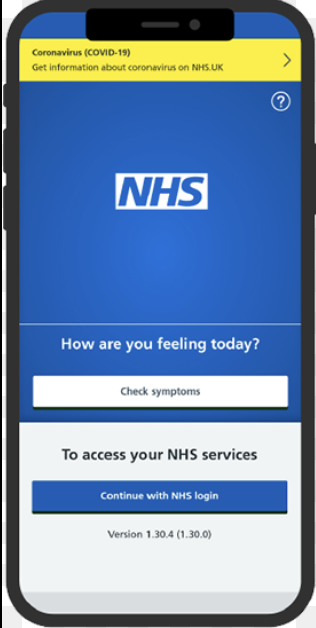 Coronavirus (COVID-19)
Get information about coronavirus on NHS.UK
?
NHS
How are you feeling today?
Check symptoms
To access your NHS services
Continue with NHS login
Version 1.30.4 (1.30.0)